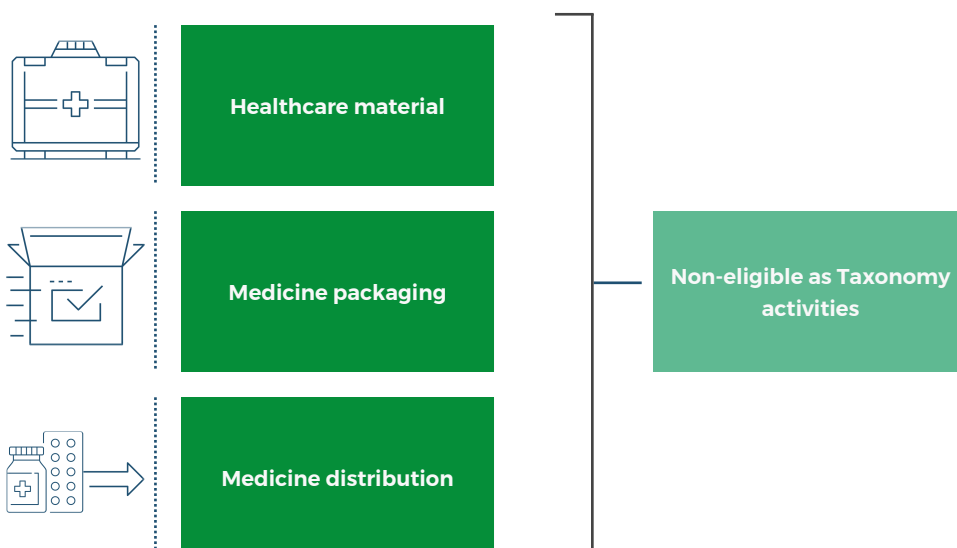 Healthcare material
Medicine packaging
Non-eligible as Taxonomy
activities
Medicine distribution